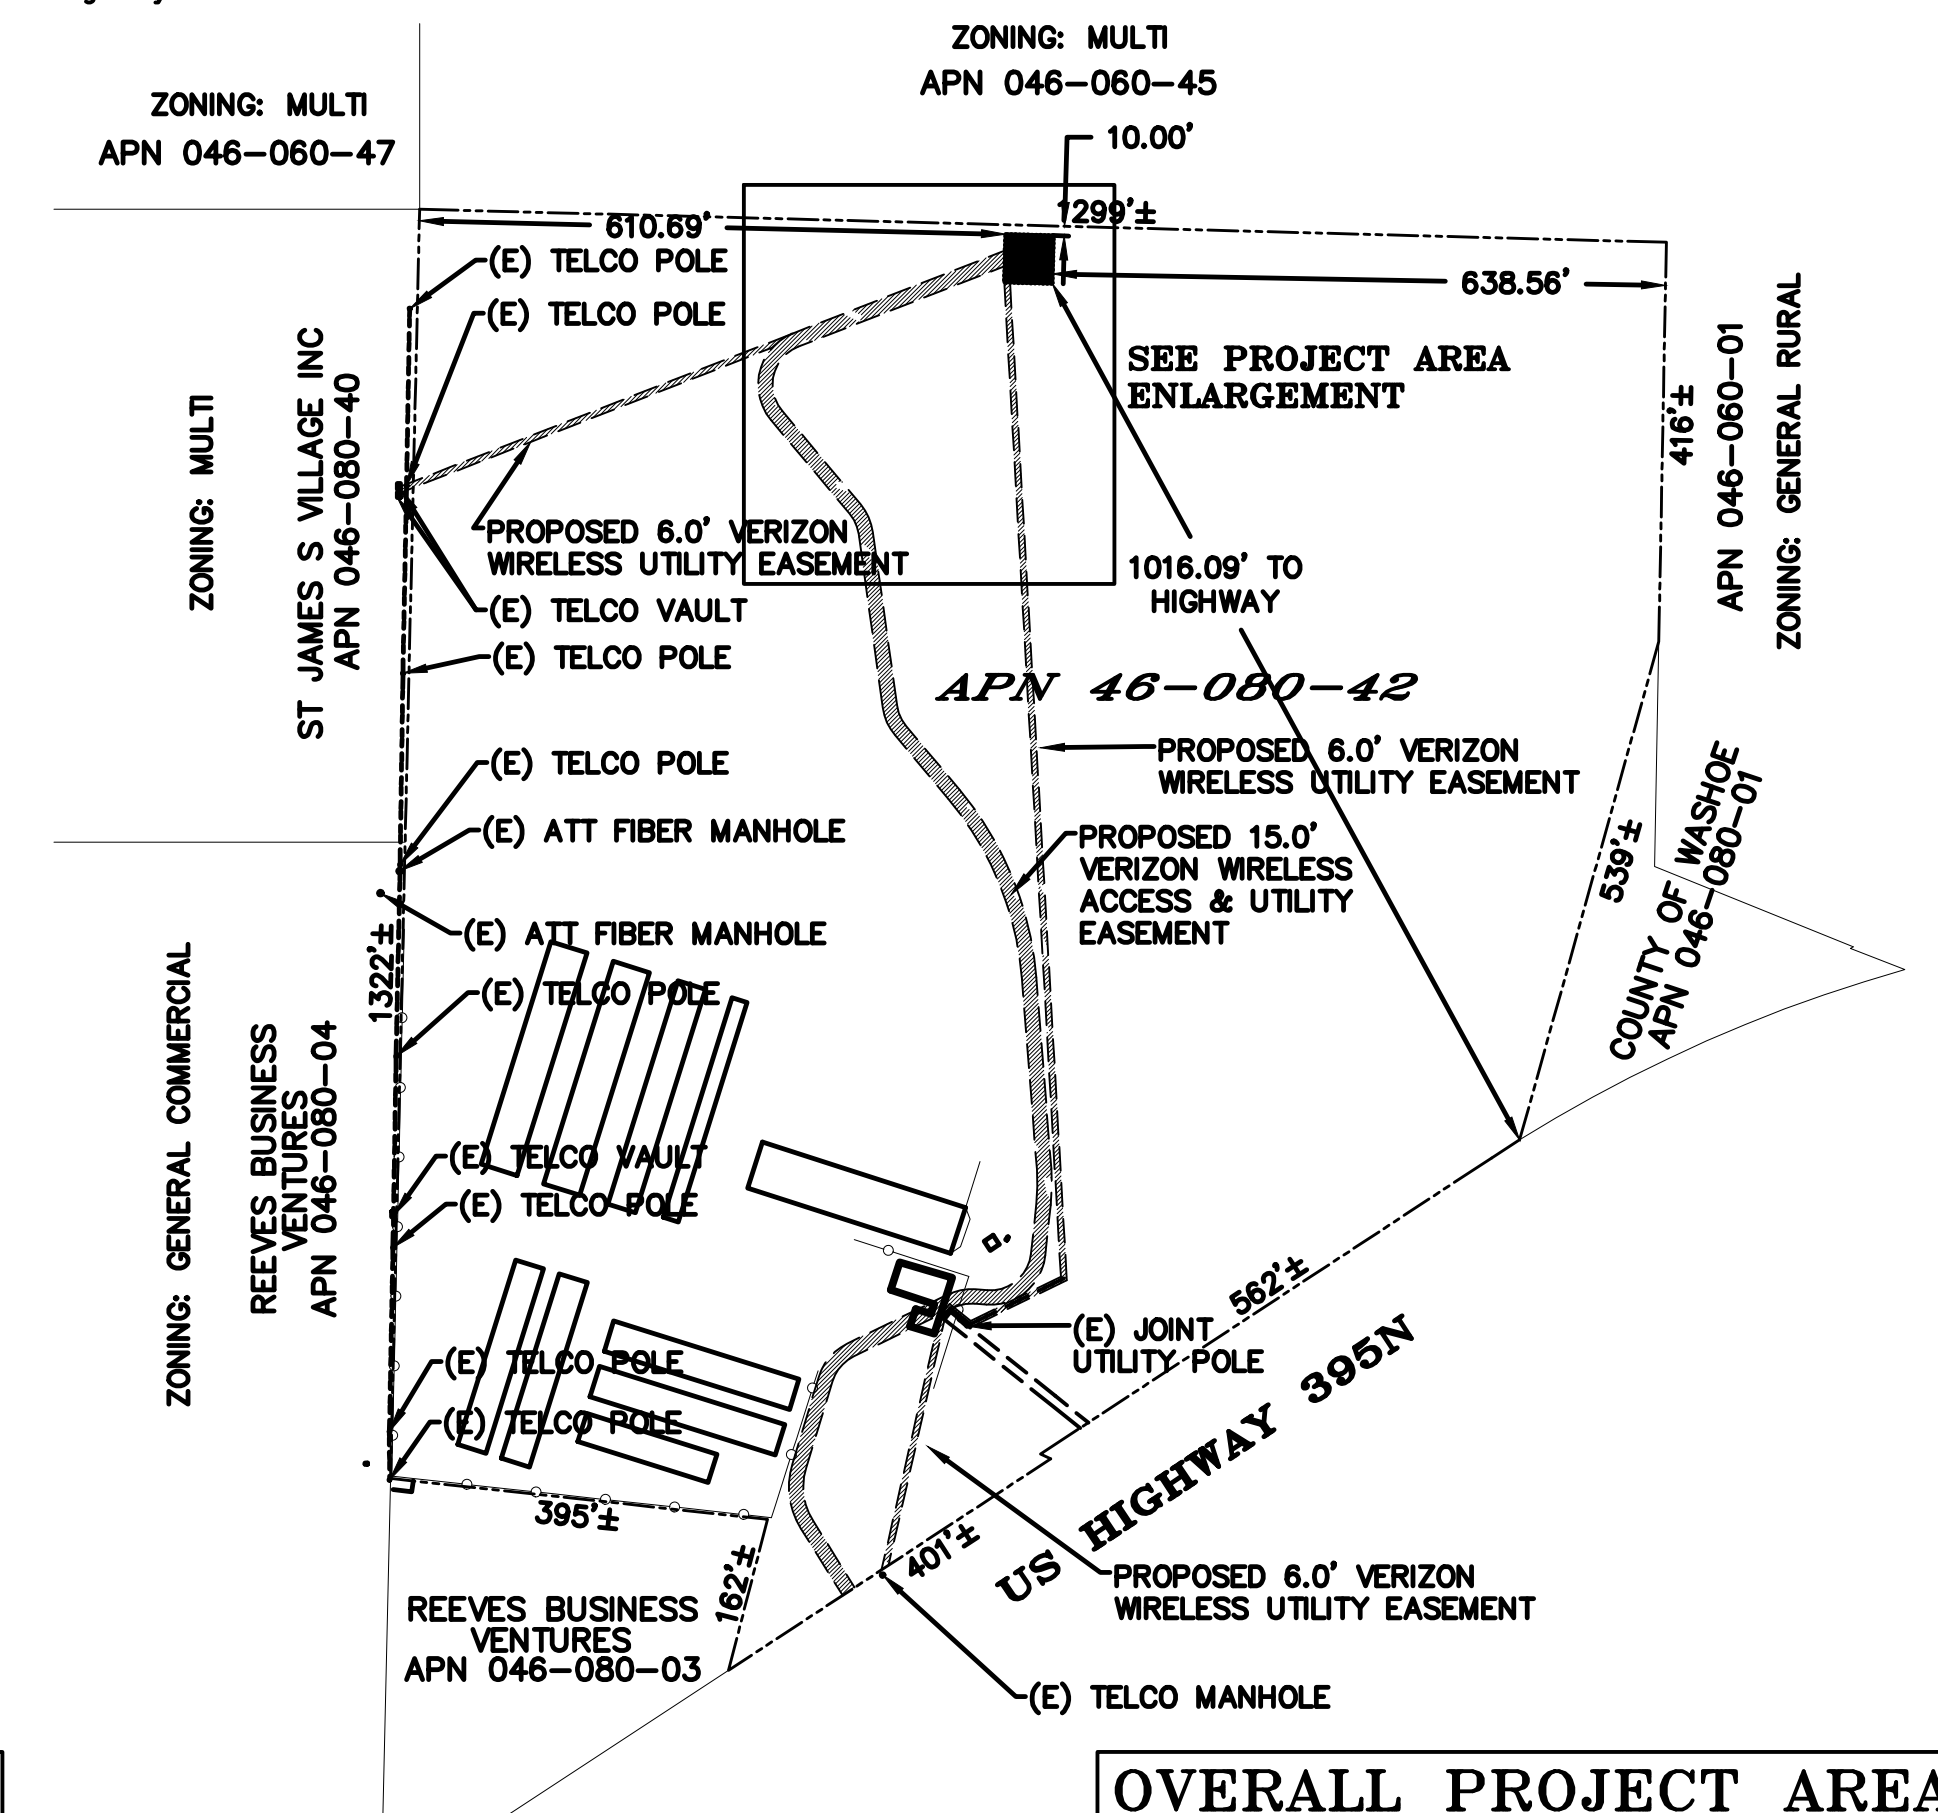 ZONING: MULTI
APN 046-060-45
ZONING: MULTI
APN 046-060-47
10.00'
1299'±
610.69'
638.56'
(E) TELCO POLE
(E) TELCO POLE
SEE PROJECT AREA
ENLARGEMENT
416'±
APN 046-060-01
ZONING: GENERAL RURAL
ZONING: MULTI
ST JAMES S VILLAGE INC
APN 046-080-40
PROPOSED 6.0' VERIZON
WIRELESS UTILITY EASEMENT
1016.09' TO
HIGHWAY
(E) TELCO VAULT
(E) TELCO POLE
APN 46-080-42
(E) TELCO POLE
PROPOSED 6.0' VERIZON
WIRELESS UTILITY EASEMENT
(E) ATT FIBER MANHOLE
PROPOSED 15.0'
VERIZON WIRELESS
ACCESS & UTILITY
EASEMENT
539'±
COUNTY OF WASHOE
APN 046-080-01
(E) ATT FIBER MANHOLE
1322'±
(E) TELCO POLE
ZONING: GENERAL COMMERCIAL
REEVES BUSINESS
VENTURES
APN 046-080-04
(E) TELCO VAULT
(E) TELCO POLE
562'±
(E) JOINT
UTILITY POLE
(E) TELCO POLE
(E) TELCO POLE
US HIGHWAY 395N
395'±
401'±
162'±
PROPOSED 6.0' VERIZON
WIRELESS UTILITY EASEMENT
REEVES BUSINESS
VENTURES
APN 046-080-03
(E) TELCO MANHOLE
OVERALL PROJECT AREA